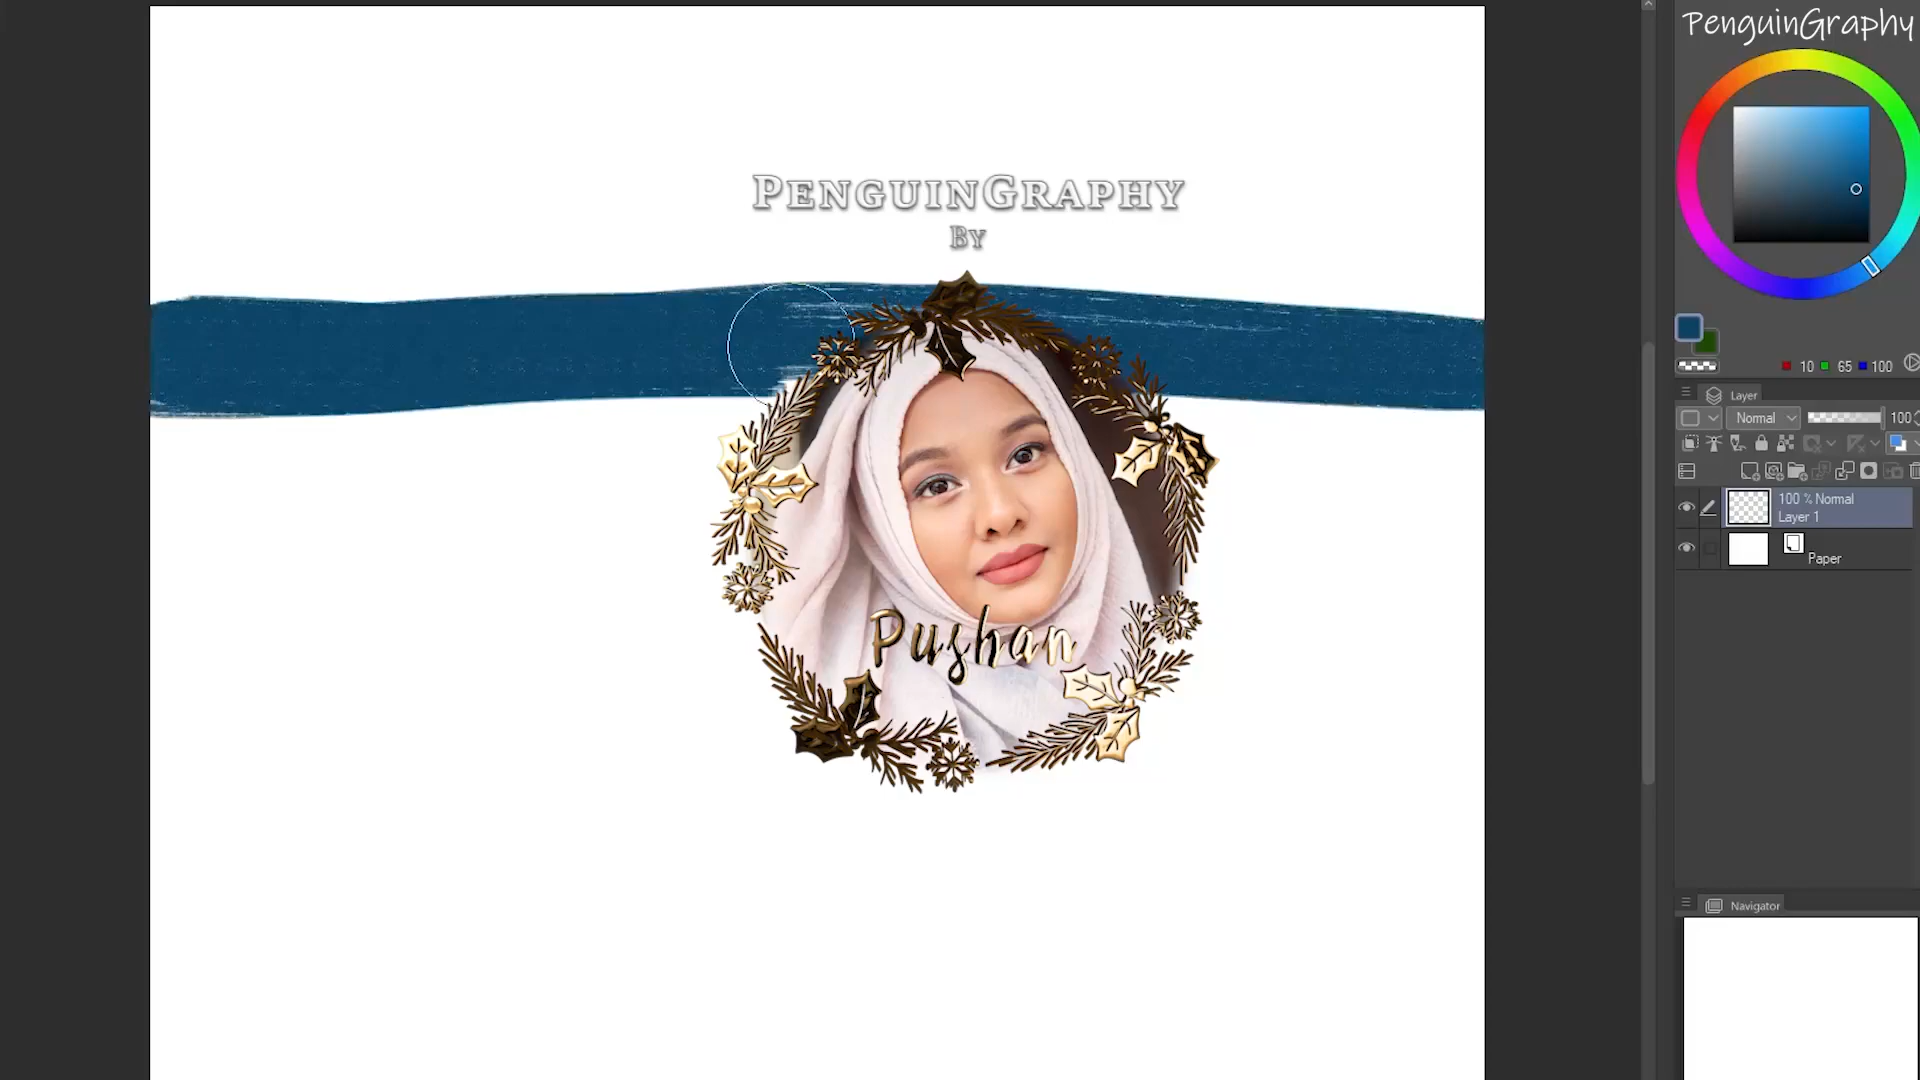 PenguinGraphy
PenguinGraphy
By
Pushan
10 65 100
Layer
Normal 100
100 % Normal
Layer 1
Paper
Navigator